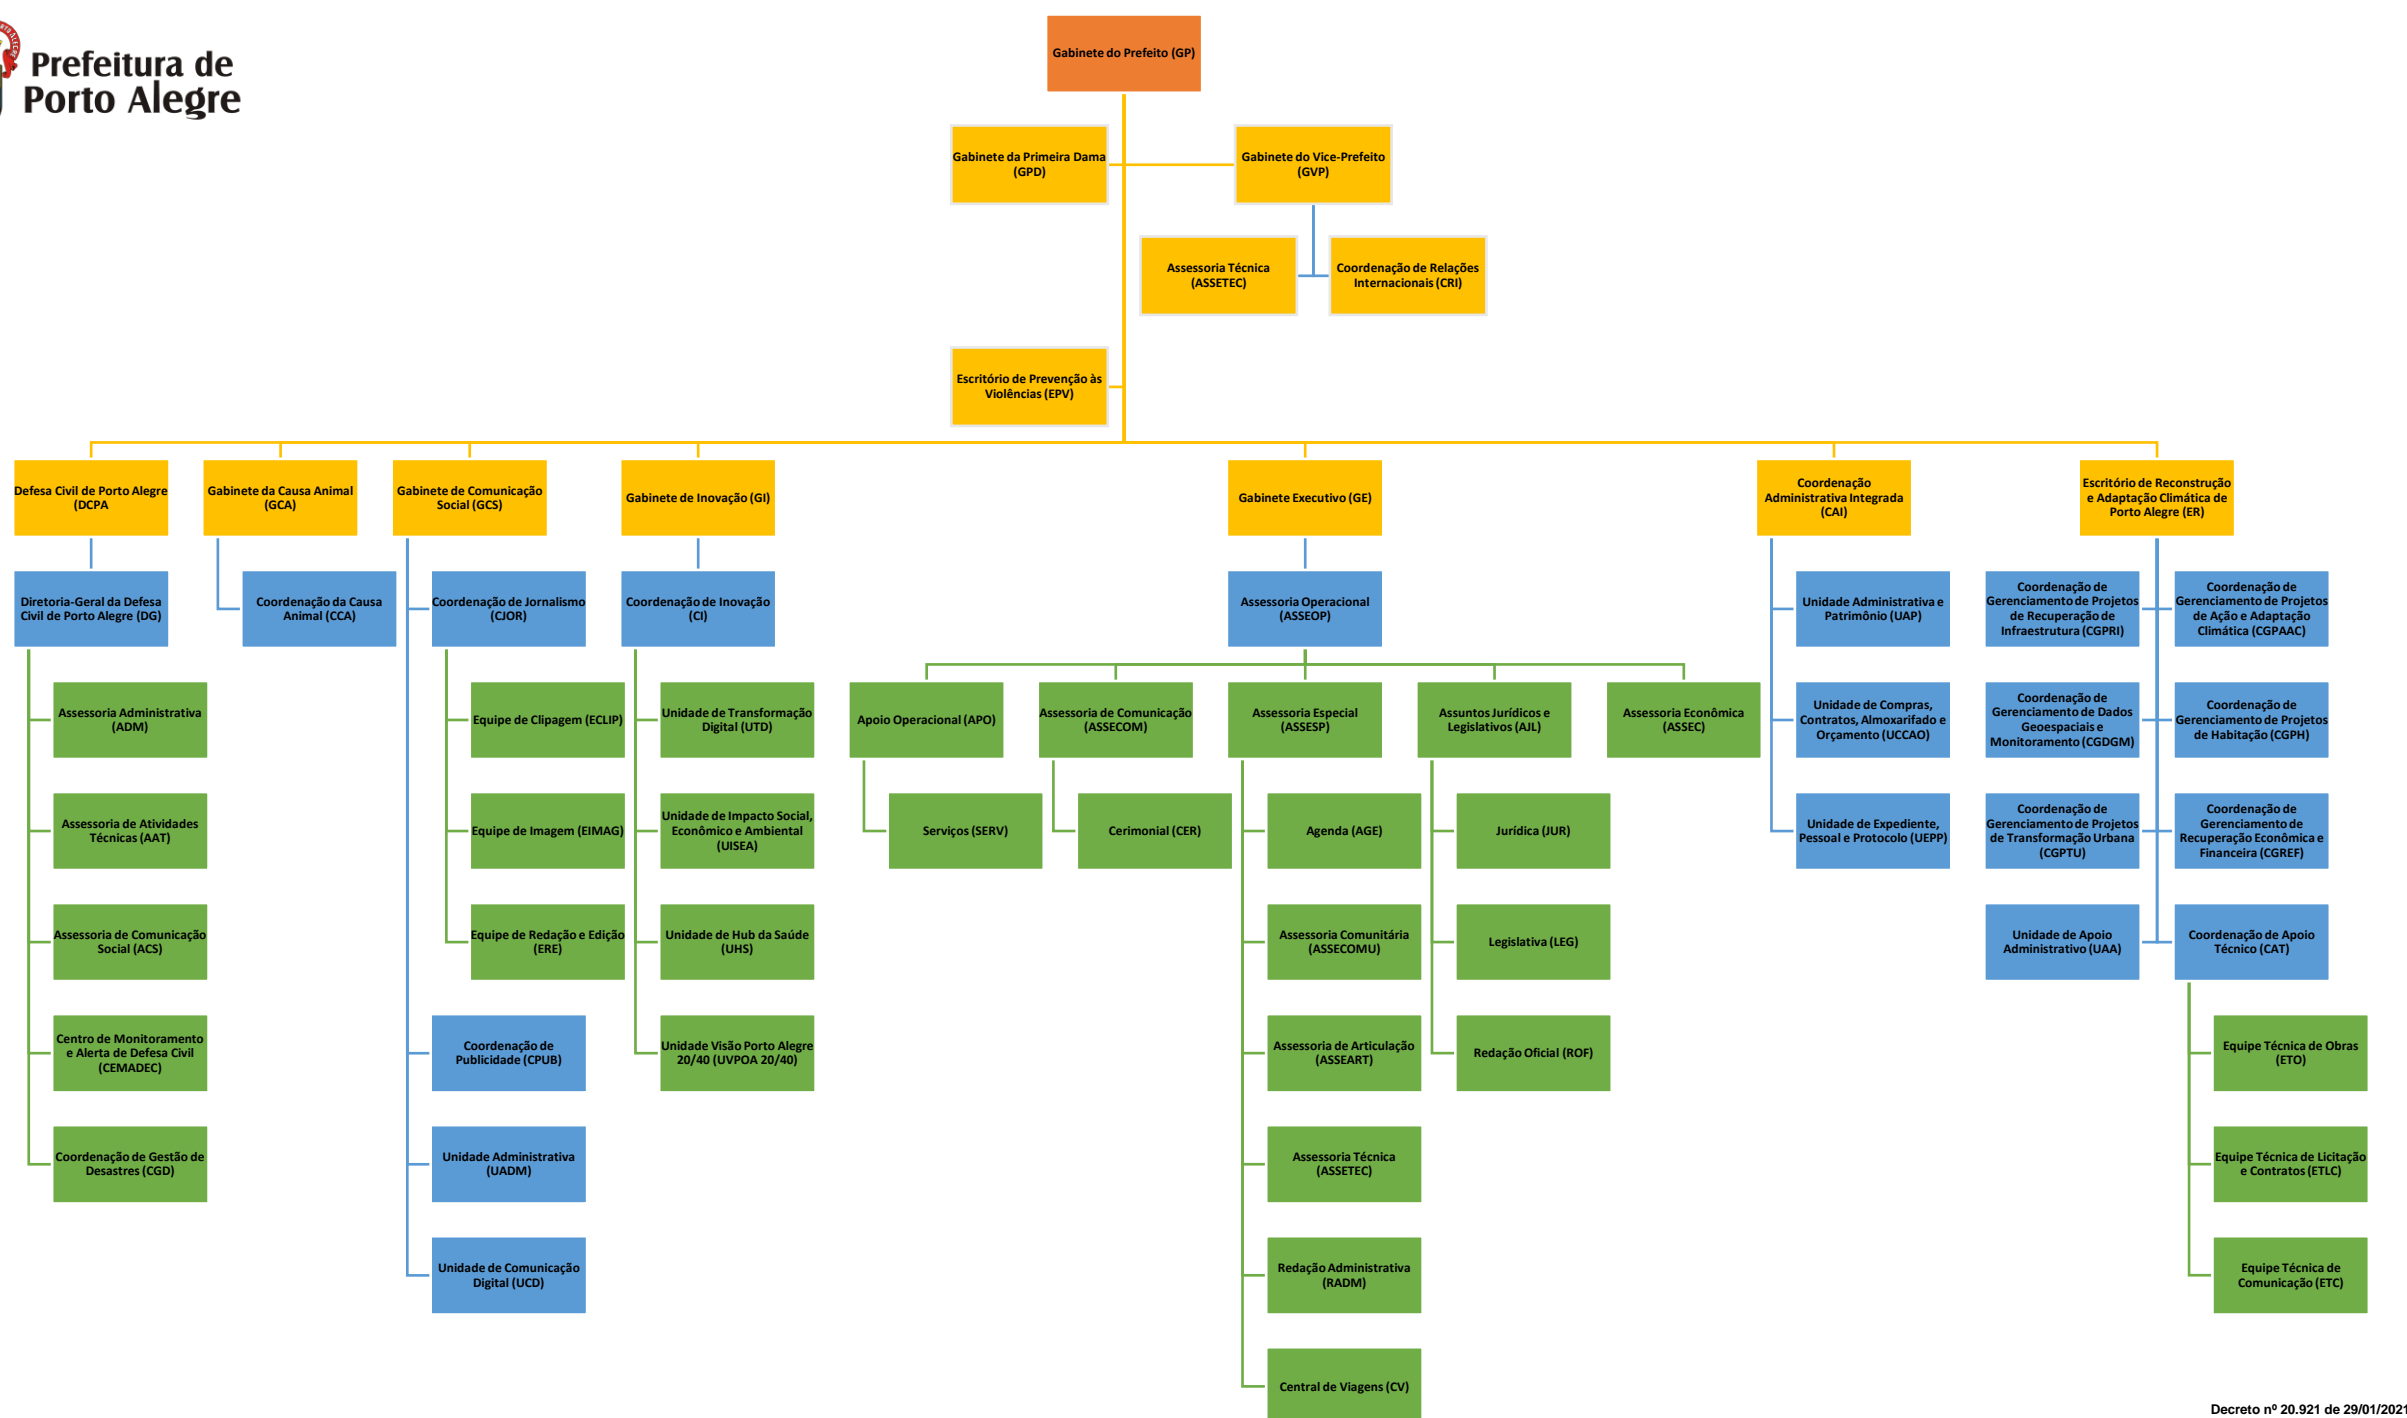 Prefeitura de
Porto Alegre
Gabinete do Prefeito (GP)
Gabinete da Primeira Dama
(GPD)
Gabinete do Vice-Prefeito
(GVP)
Assessoria Técnica
(ASSETEC)
Coordenação de Relações
Internacionais (CRI)
Escritório de Prevenção às
Violências (EPV)
Defesa Civil de Porto Alegre
(DCPA
Gabinete da Causa Animal
(GCA)
Gabinete de Comunicação
Social (GCS)
Gabinete de Inovação (GI)
Gabinete Executivo (GE)
Coordenação
Administrativa Integrada
(CAI)
Escritório de Reconstrução
e Adaptação Climática de
Porto Alegre (ER)
Diretoria-Geral da Defesa
Civil de Porto Alegre (DG)
Coordenação da Causa
Animal (CCA)
Coordenação de Jornalismo
(CJOR)
Coordenação de Inovação
(CI)
Assessoria Operacional
(ASSEOP)
Unidade Administrativa e
Patrimônio (UAP)
Coordenação de
Gerenciamento de Projetos
de Recuperação de
Infraestrutura (CGPRI)
Coordenação de
Gerenciamento de Projetos
de Ação e Adaptação
Climática (CGPAAC)
Assessoria Administrativa
(ADM)
Equipe de Clipagem (ECLIP)
Unidade de Transformação
Digital (UTD)
Apoio Operacional (APO)
Assessoria de Comunicação
(ASSECOM)
Assessoria Especial
(ASSESP)
Assuntos Jurídicos e
Legislativos (AJL)
Assessoria Econômica
(ASSEC)
Unidade de Compras,
Contratos, Almoxarifado e
Orçamento (UCCAO)
Coordenação de
Gerenciamento de Dados
Geoespaciais e
Monitoramento (CGDGM)
Coordenação de
Gerenciamento de Projetos
de Habitação (CGPH)
Assessoria de Atividades
Técnicas (AAT)
Equipe de Imagem (EIMAG)
Unidade de Impacto Social,
Econômico e Ambiental
(UISEA)
Serviços (SERV)
Cerimonial (CER)
Agenda (AGE)
Jurídica (JUR)
Unidade de Expediente,
Pessoal e Protocolo (UEPP)
Coordenação de
Gerenciamento de Projetos
de Transformação Urbana
(CGPTU)
Coordenação de
Gerenciamento de
Recuperação Econômica e
Financeira (CGREF)
Assessoria de Comunicação
Social (ACS)
Equipe de Redação e Edição
(ERE)
Unidade de Hub da Saúde
(UHS)
Assessoria Comunitária
(ASSECOMU)
Legislativa (LEG)
Unidade de Apoio
Administrativo (UAA)
Coordenação de Apoio
Técnico (CAT)
Centro de Monitoramento
e Alerta de Defesa Civil
(CEMADEC)
Coordenação de
Publicidade (CPUB)
Unidade Visão Porto Alegre
20/40 (UVPOA 20/40)
Assessoria de Articulação
(ASSEART)
Redação Oficial (ROF)
Equipe Técnica de Obras
(ETO)
Coordenação de Gestão de
Desastres (CGD)
Unidade Administrativa
(UADM)
Assessoria Técnica
(ASSETEC)
Equipe Técnica de Licitação
e Contratos (ETLC)
Unidade de Comunicação
Digital (UCD)
Redação Administrativa
(RADM)
Equipe Técnica de
Comunicação (ETC)
Central de Viagens (CV)
Decreto nº 20.921 de 29/01/2021